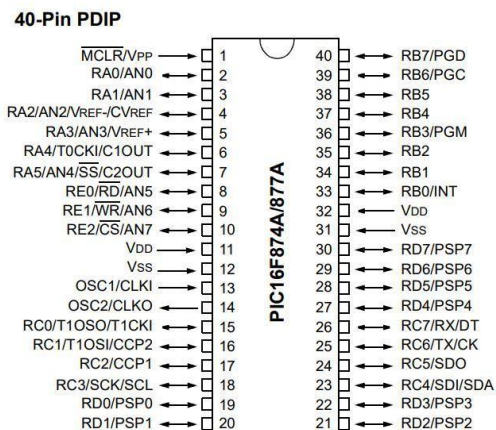 40-Pin PDIP
MCLR/VPP 1 40 RB7/PGD
RA0/AN0 2 39 RB6/PGC
RA1/AN1 3 38 RB5
RA2/AN2/VREF-/CVREF 4 37 RB4
RA3/AN3/VREF+ 5 36 RB3/PGM
RA4/T0CKI/C1OUT 6 35 RB2
RA5/AN4/SS/C2OUT 7 34 RB1
RE0/RD/AN5 8 33 RB0/INT
RE1/WR/AN6 9 32 VDD
RE2/CS/AN7 10 31 VSS
VDD 11 30 RD7/PSP7
VSS 12 29 RD6/PSP6
OSC1/CLKI 13 28 RD5/PSP5
OSC2/CLKO 14 27 RD4/PSP4
RC0/T1OSO/T1CKI 15 26 RC7/RX/DT
RC1/T1OSI/CCP2 16 25 RC6/TX/CK
RC2/CCP1 17 24 RC5/SDO
RC3/SCK/SCL 18 23 RC4/SDI/SDA
RD0/PSP0 19 22 RD3/PSP3
RD1/PSP1 20 21 RD2/PSP2
PIC16F874A/877A